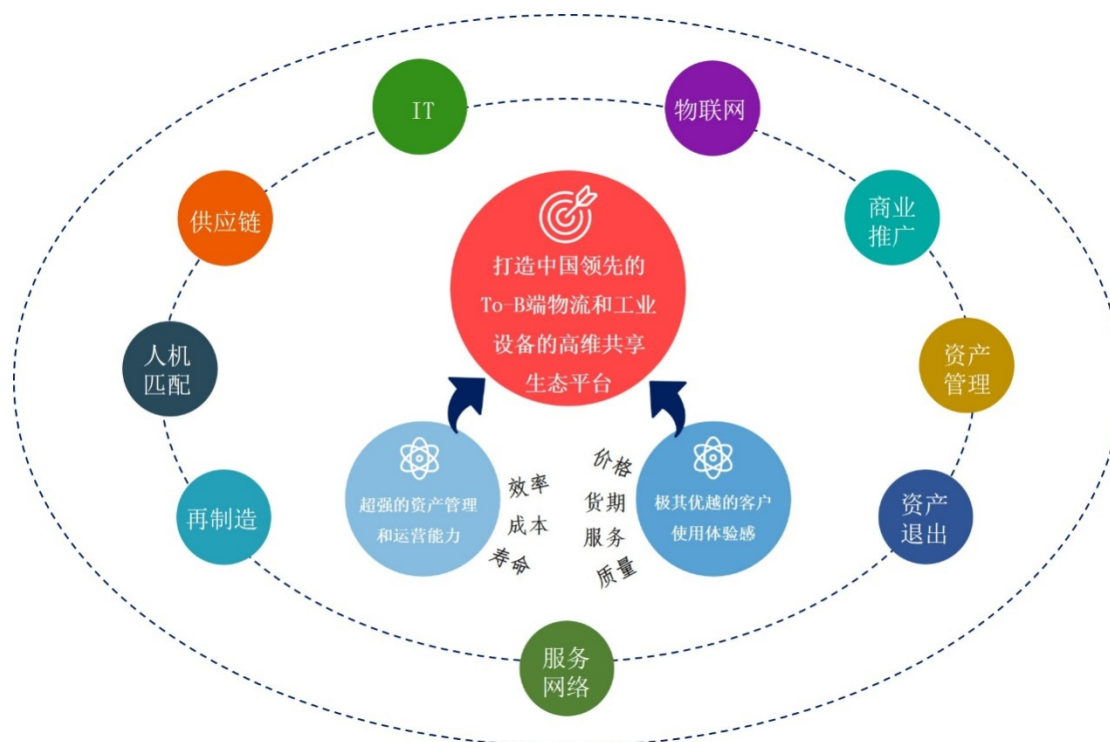 IT
物联网
供应链
商业
推广
打造中国领先的
To-B端物流和工业
设备的高维共享
生态平台
人机
匹配
资产
管理
超强的资产管理
和运营能力
效率
成本
寿命
价格
货期
服务
质量
极其优越的客户
使用体验感
再制造
资产
退出
服务
网络